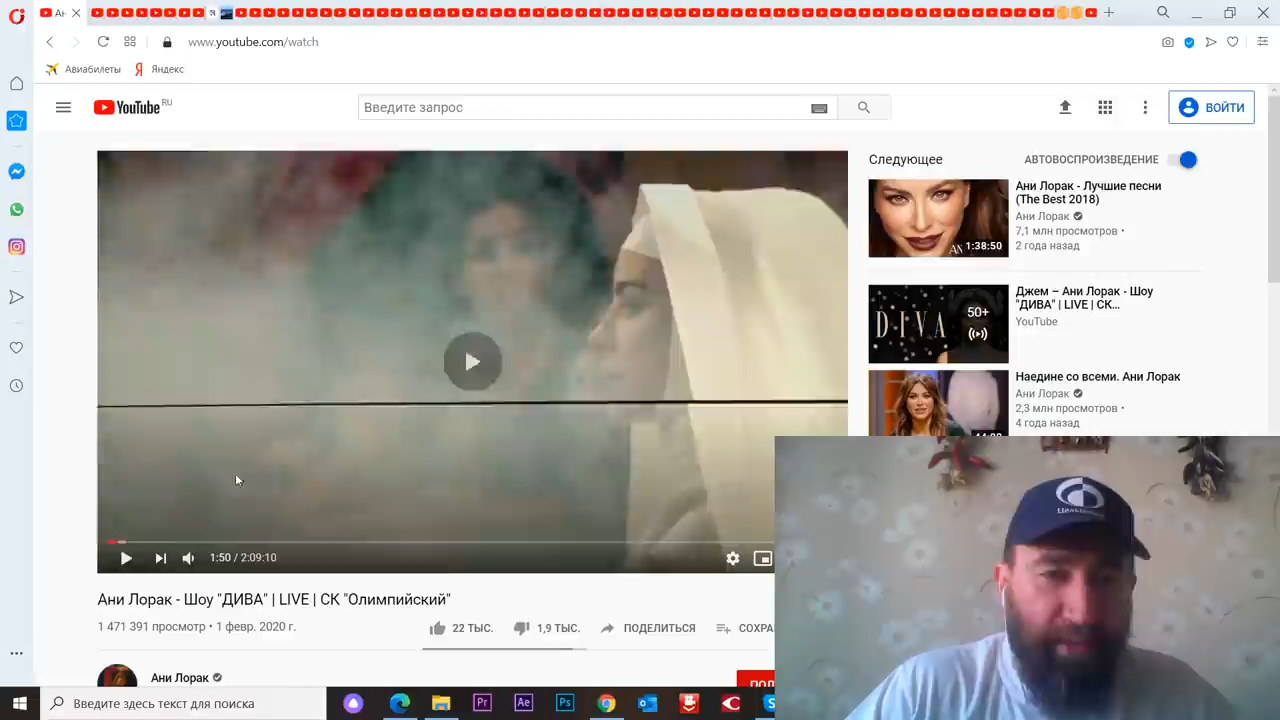 Ан
www.youtube.com/watch
Авиабилеты
Я Яндекс
YouTube RU
Введите запрос
ВОЙТИ
Следующее
АВТОВОСПРОИЗВЕДЕНИЕ
Ани Лорак - Лучшие песни
(The Best 2018)
Ани Лорак
7,1 млн просмотров •
2 года назад
1:38:50
Джем – Ани Лорак - Шоу
"ДИВА" | LIVE | СК...
YouTube
DIVA
50+
Наедине со всеми. Ани Лорак
Ани Лорак
2,3 млн просмотров •
4 года назад
1:50 / 2:09:10
Ани Лорак - Шоу "ДИВА" | LIVE | СК "Олимпийский"
1 471 391 просмотр • 1 февр. 2020 г.
22 ТЫС.
1,9 ТЫС.
ПОДЕЛИТЬСЯ
СОХРА
Ани Лорак
Введите здесь текст для поиска
Pr
Ae
Ps